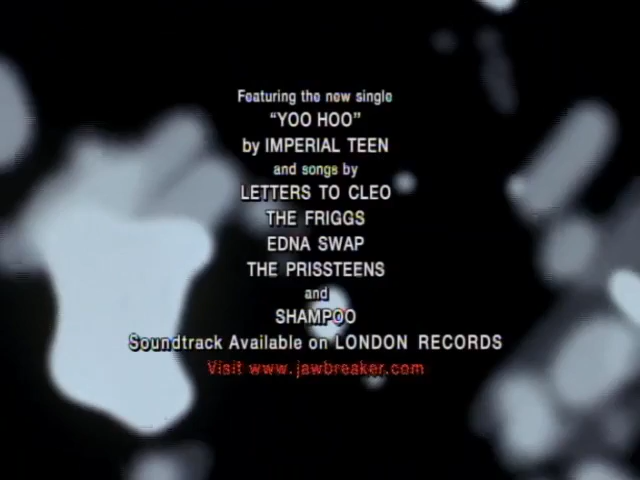 Featuring the new single
"YOO HOO"
by IMPERIAL TEEN
and songs by
LETTERS TO CLEO
THE FRIGGS
EDNA SWAP
THE PRISSTEENS
and
SHAMPOO
Soundtrack Available on LONDON RECORDS
Visit www.jawbreaker.com